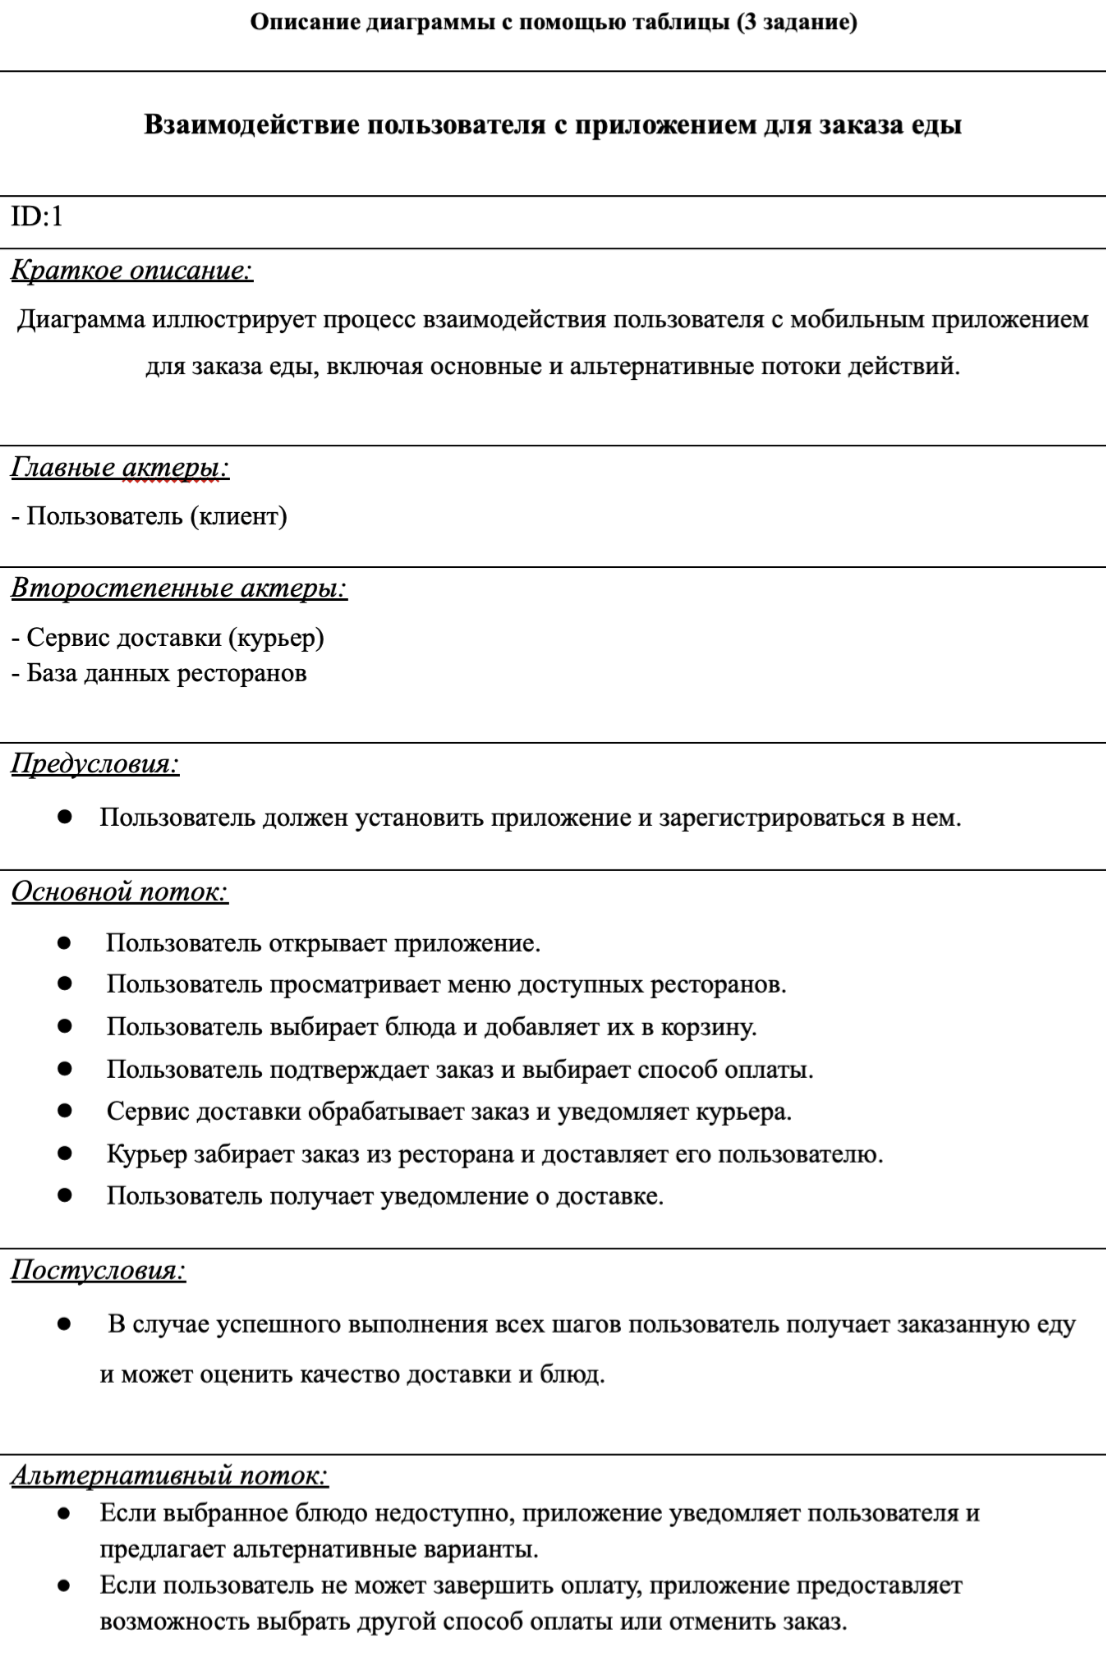 Описание диаграммы с помощью таблицы (3 задание)
Взаимодействие пользователя с приложением для заказа еды
ID:1
Краткое описание:
Диаграмма иллюстрирует процесс взаимодействия пользователя с мобильным приложением
для заказа еды, включая основные и альтернативные потоки действий.
Главные актеры:
- Пользователь (клиент)
Второстепенные актеры:
- Сервис доставки (курьер)
- База данных ресторанов
Предусловия:
● Пользователь должен установить приложение и зарегистрироваться в нем.
Основной поток:
● Пользователь открывает приложение.
● Пользователь просматривает меню доступных ресторанов.
● Пользователь выбирает блюда и добавляет их в корзину.
● Пользователь подтверждает заказ и выбирает способ оплаты.
● Сервис доставки обрабатывает заказ и уведомляет курьера.
● Курьер забирает заказ из ресторана и доставляет его пользователю.
● Пользователь получает уведомление о доставке.
Постусловия:
● В случае успешного выполнения всех шагов пользователь получает заказанную еду
и может оценить качество доставки и блюд.
Альтернативный поток:
● Если выбранное блюдо недоступно, приложение уведомляет пользователя и
предлагает альтернативные варианты.
● Если пользователь не может завершить оплату, приложение предоставляет
возможность выбрать другой способ оплаты или отменить заказ.